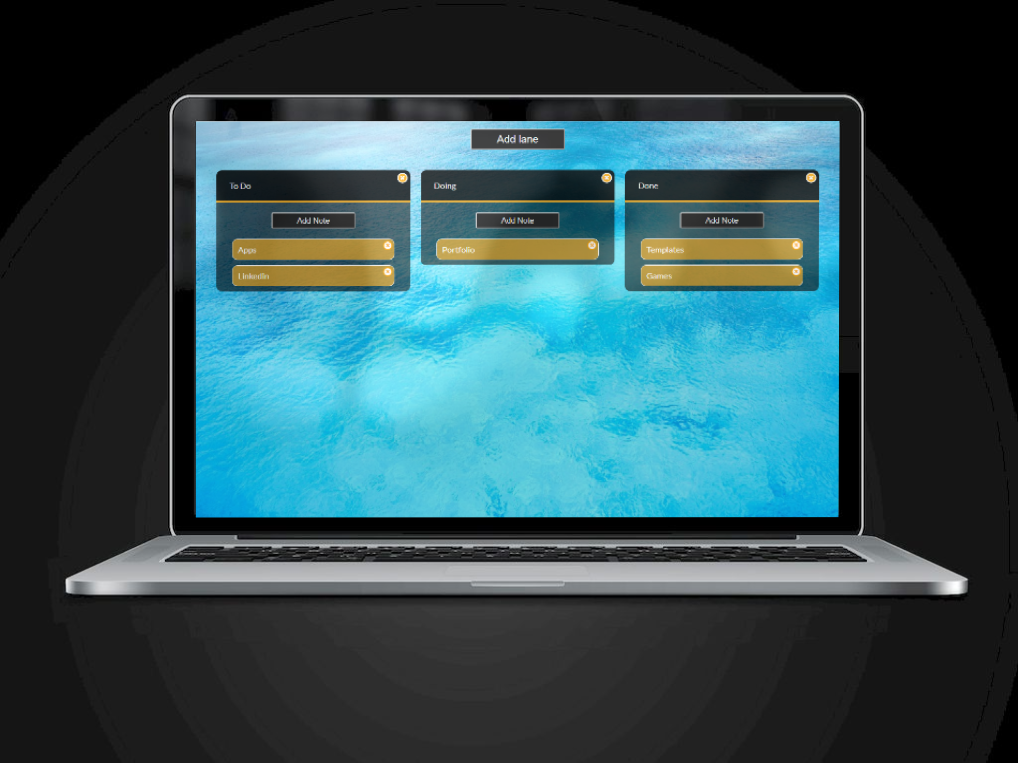 Add lane
To Do
Doing
Done
Add Note
Add Note
Add Note
Apps
Portfolio
Templates
LinkedIn
Games